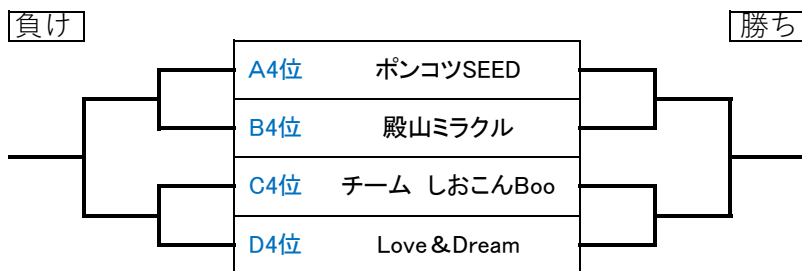 負け
勝ち
A4位 ポンコツSEED
B4位 殿山ミラクル
C4位 チーム しおこんBoo
D4位 Love＆Dream